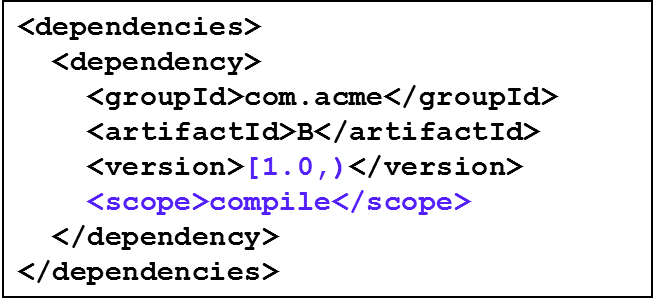 <dependencies>
<dependency>
<groupId>com.acme</groupId>
<artifactId>B</artifactId>
<version>[1.0,)</version>
<scope>compile</scope>
</dependency>
</dependencies>